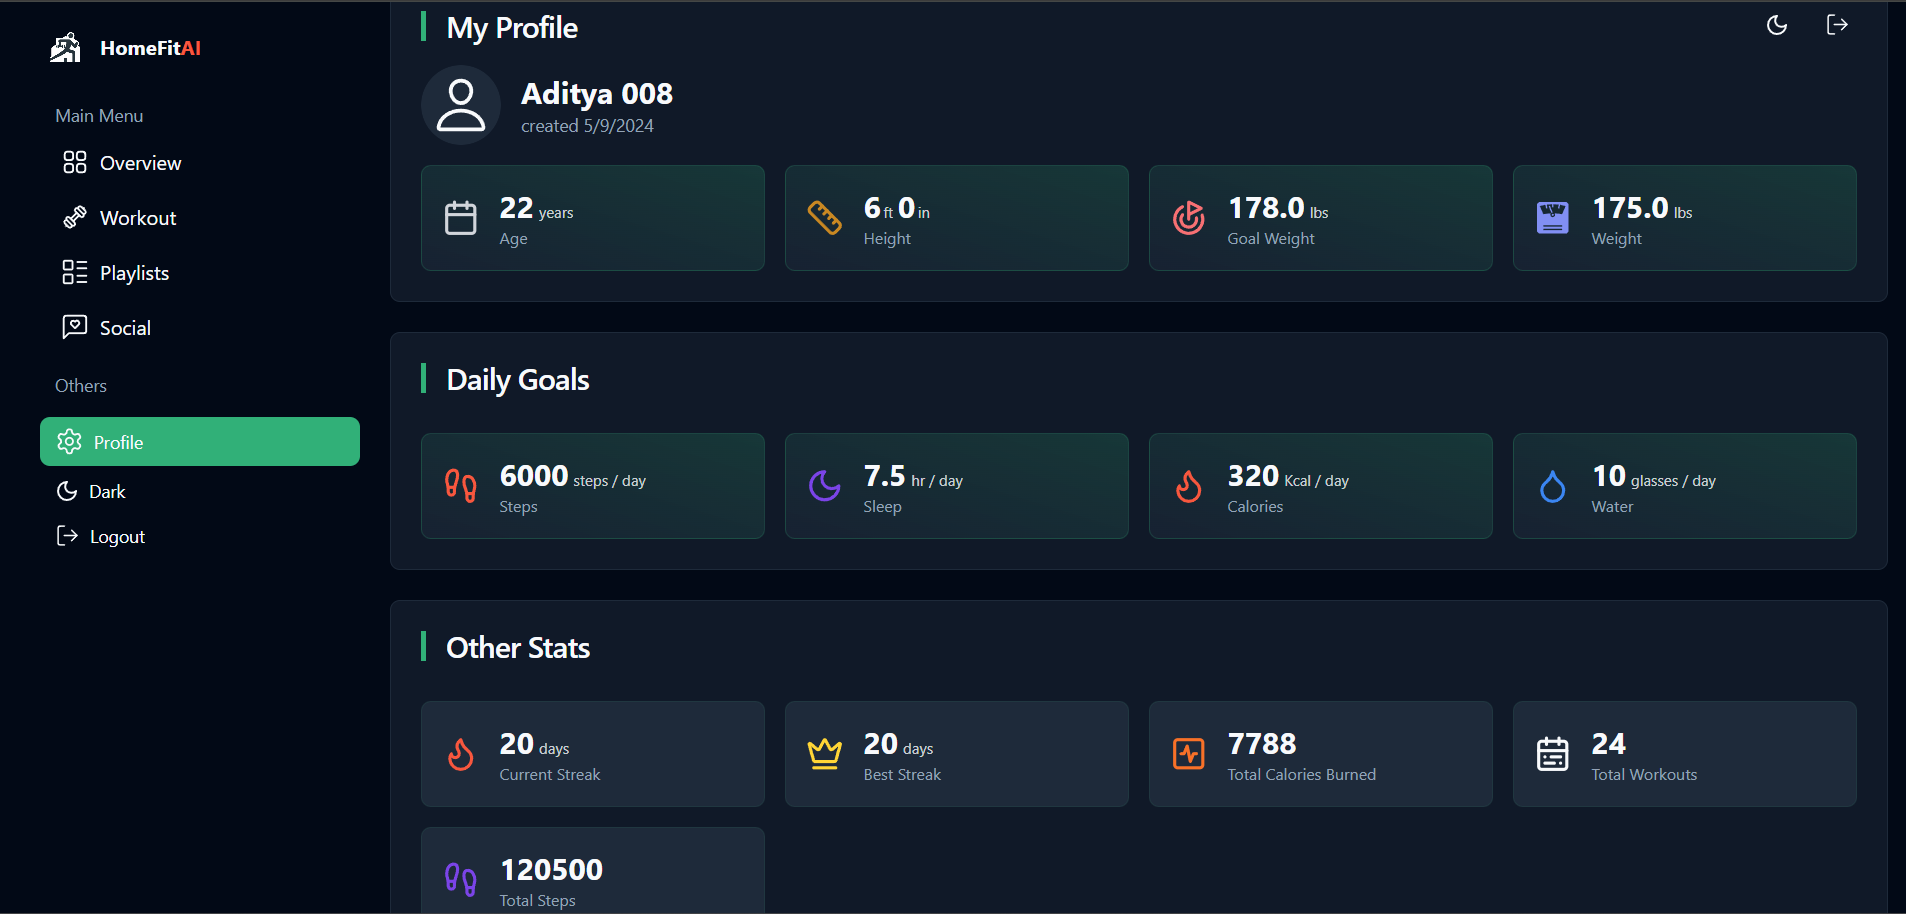 HomeFitAI
Main Menu
Overview
Workout
Playlists
Social
Others
Profile
Dark
Logout
My Profile
Aditya 008
created 5/9/2024
22 years
Age
6 ft 0 in
Height
178.0 lbs
Goal Weight
175.0 lbs
Weight
Daily Goals
6000 steps / day
Steps
7.5 hr / day
Sleep
320 Kcal / day
Calories
10 glasses / day
Water
Other Stats
20 days
Current Streak
20 days
Best Streak
7788
Total Calories Burned
24
Total Workouts
120500
Total Steps